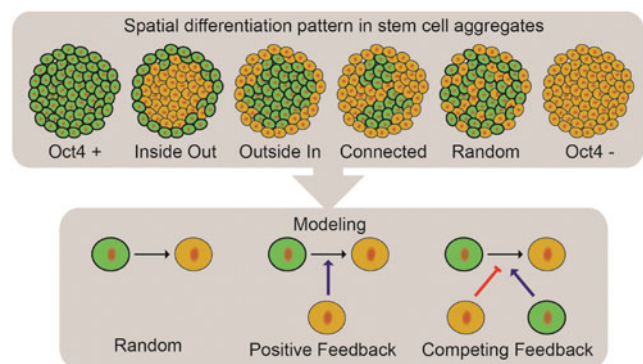 Spatial differentiation pattern in stem cell aggregates
Oct4 + Inside Out Outside In Connected Random Oct4 -
Modeling
Random Positive Feedback Competing Feedback